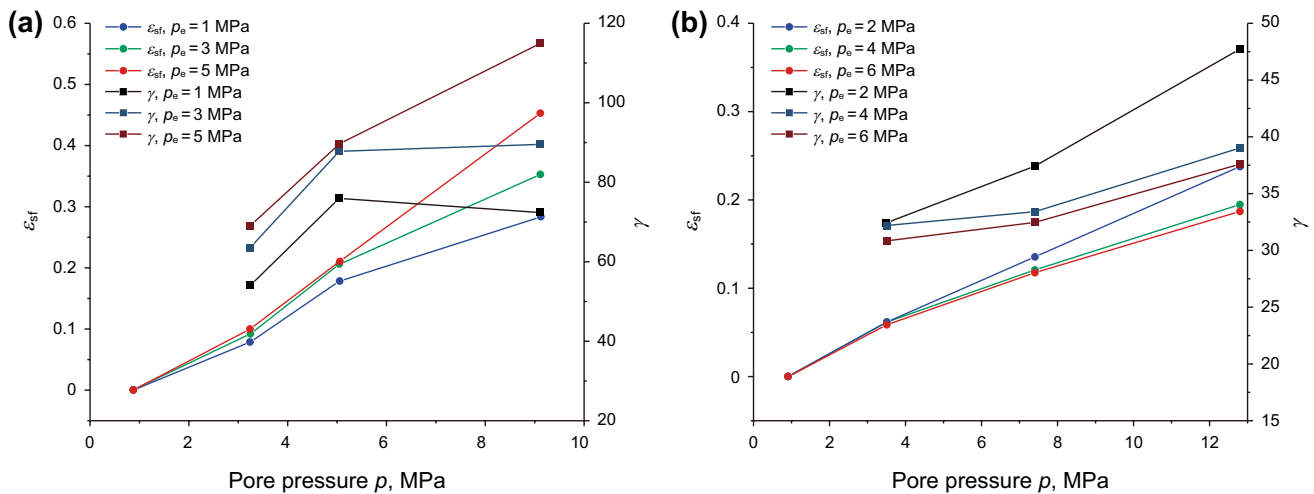 (a)
0.6
0.5
0.4
0.3
0.2
0.1
0
εsf
εsf, pe = 1 MPa
εsf, pe = 3 MPa
εsf, pe = 5 MPa
γ, pe = 1 MPa
γ, pe = 3 MPa
γ, pe = 5 MPa
120
100
80
60
40
20
γ
0 2 4 6 8 10
Pore pressure p, MPa
(b)
0.4
0.3
0.2
0.1
0
εsf
εsf, pe = 2 MPa
εsf, pe = 4 MPa
εsf, pe = 6 MPa
γ, pe = 2 MPa
γ, pe = 4 MPa
γ, pe = 6 MPa
50
45
40
35
30
25
20
15
γ
0 2 4 6 8 10 12
Pore pressure p, MPa